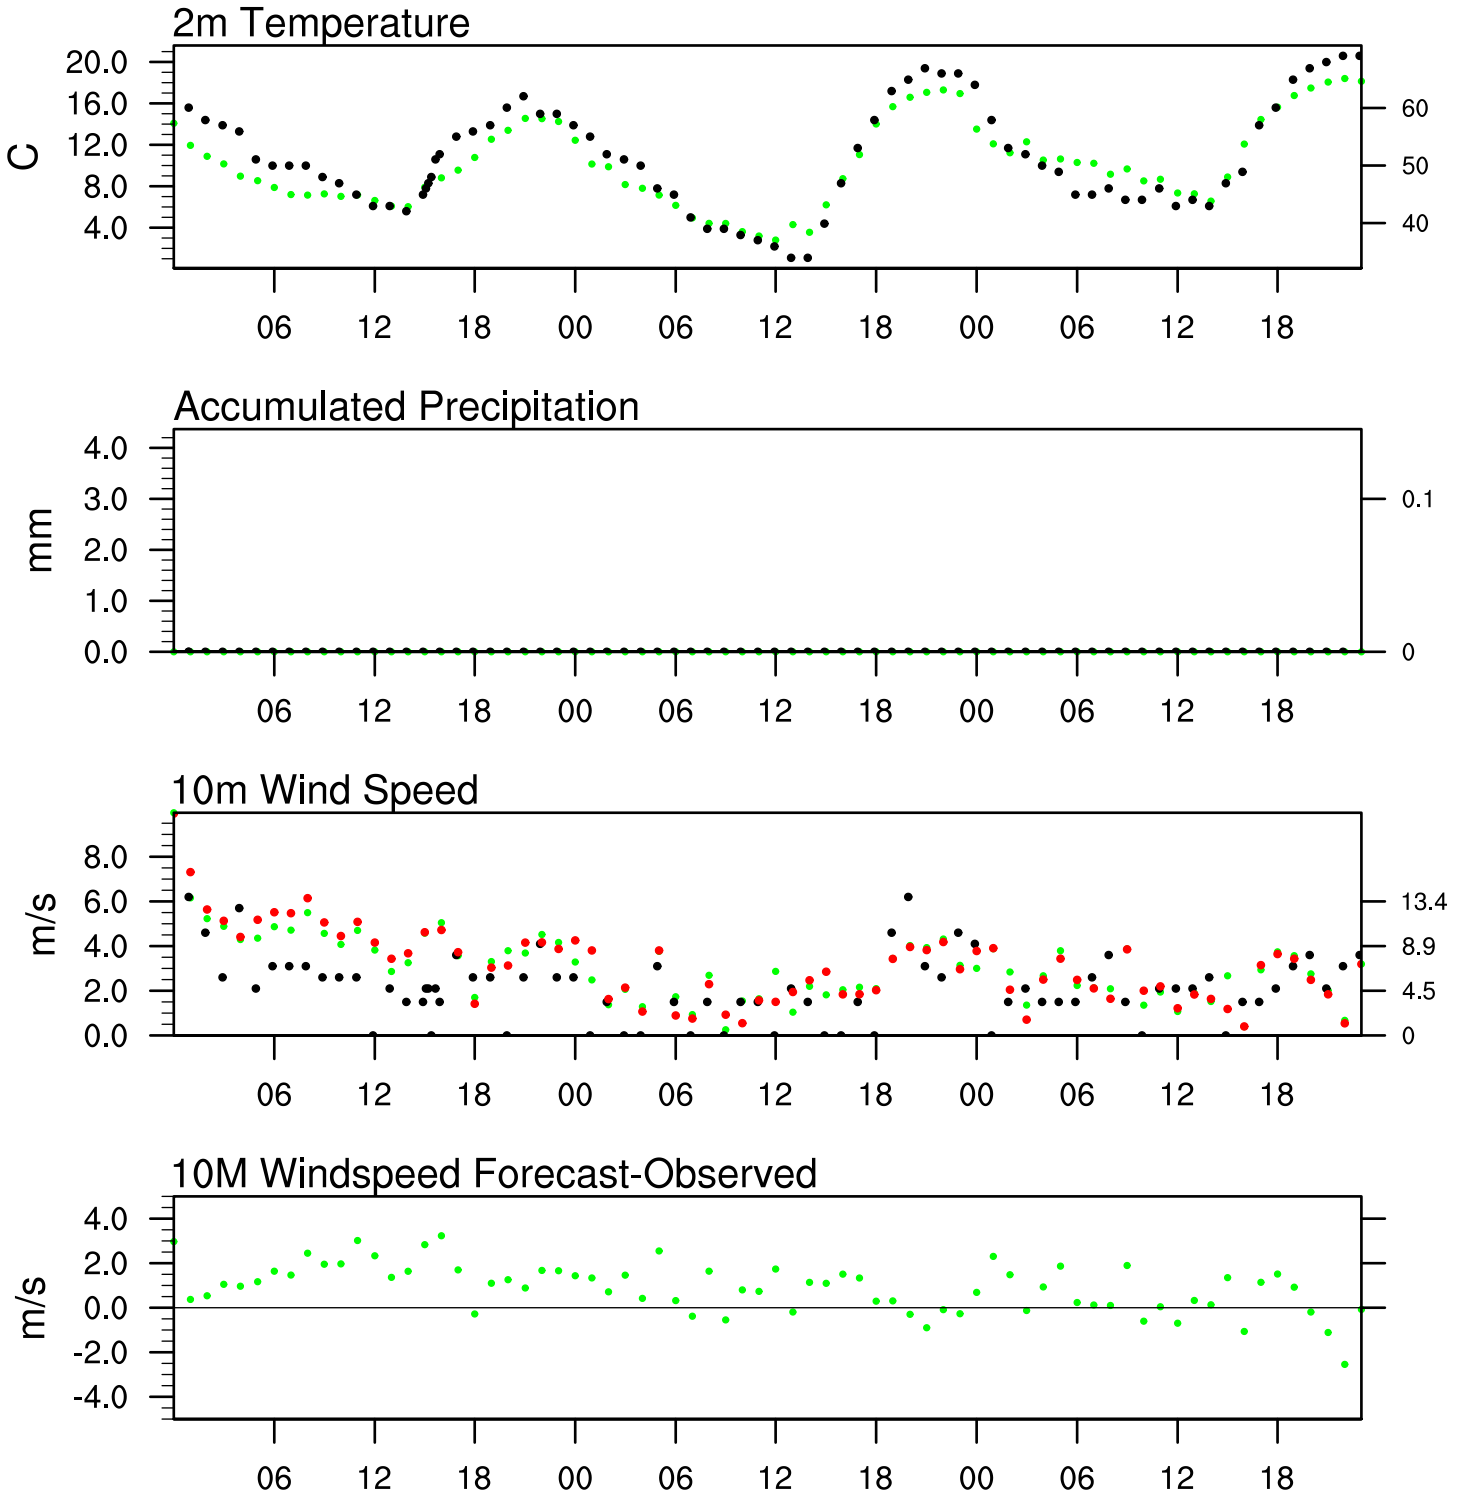 2m Temperature
20.0
16.0
12.0
8.0
4.0
C
60
50
40
06 12 18 00 06 12 18 00 06 12 18
Accumulated Precipitation
4.0
3.0
2.0
1.0
0.0
mm
0.1
0
06 12 18 00 06 12 18 00 06 12 18
10m Wind Speed
8.0
6.0
4.0
2.0
0.0
m/s
13.4
8.9
4.5
0
06 12 18 00 06 12 18 00 06 12 18
10M Windspeed Forecast-Observed
4.0
2.0
0.0
-2.0
-4.0
m/s
06 12 18 00 06 12 18 00 06 12 18